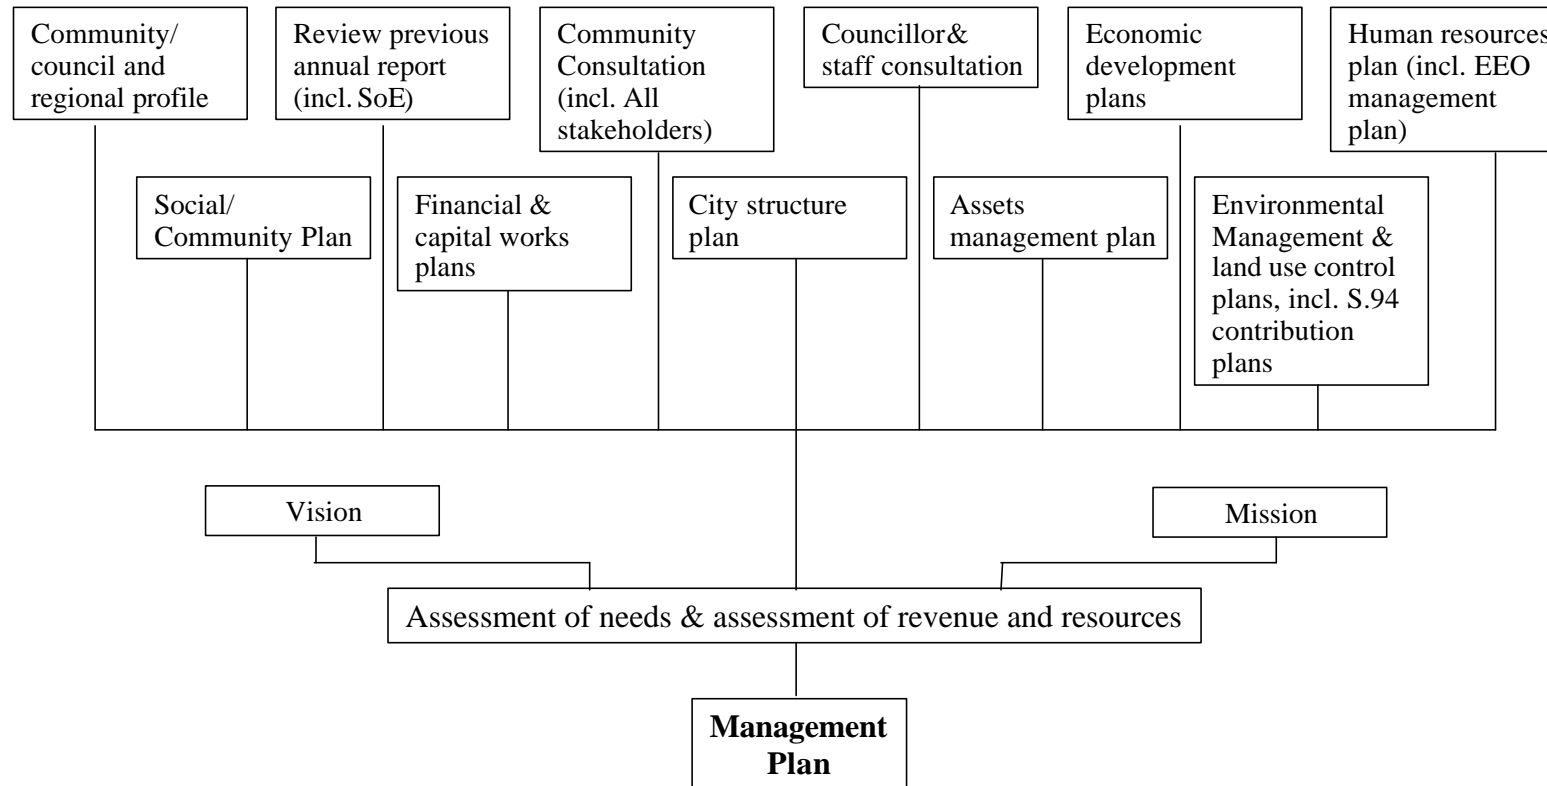 Community/
council and
regional profile
Review previous
annual report
(incl. SoE)
Community
Consultation
(incl. All
stakeholders)
Councillor&
staff consultation
Economic
development
plans
Human resources
plan (incl. EEO
management
plan)
Social/
Community Plan
Financial &
capital works
plans
City structure
plan
Assets
management plan
Environmental
Management &
land use control
plans, incl. S.94
contribution
plans
Vision
Mission
Assessment of needs & assessment of revenue and resources
Management
Plan